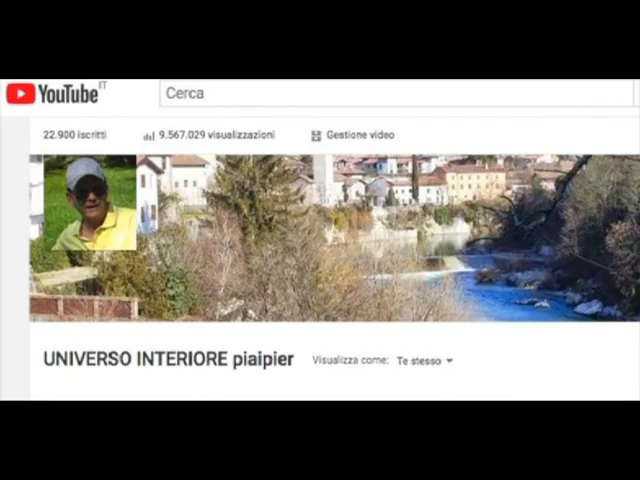 YouTube IT
Cerca
22.900 iscritti 9.567.029 visualizzazioni Gestione video
UNIVERSO INTERIORE piaipier Visualizza come: Te stesso